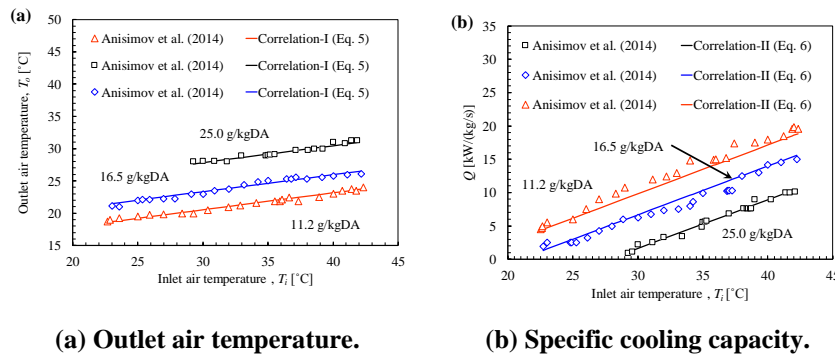 (a)
50
45
40
35
30
25
20
15
Outlet air temperature, To [˚C]
Anisimov et al. (2014) Correlation-I (Eq. 5)
Anisimov et al. (2014) Correlation-I (Eq. 5)
Anisimov et al. (2014) Correlation-I (Eq. 5)
25.0 g/kgDA
16.5 g/kgDA
11.2 g/kgDA
20 25 30 35 40 45
Inlet air temperature , Ti [˚C]
(a) Outlet air temperature.
(b)
40
35
30
25
20
15
10
5
0
Q [kW/(kg/s)]
Anisimov et al. (2014) Correlation-II (Eq. 6)
Anisimov et al. (2014) Correlation-II (Eq. 6)
Anisimov et al. (2014) Correlation-II (Eq. 6)
16.5 g/kgDA
11.2 g/kgDA
25.0 g/kgDA
20 25 30 35 40 45
Inlet air temperature , Ti [˚C]
(b) Specific cooling capacity.